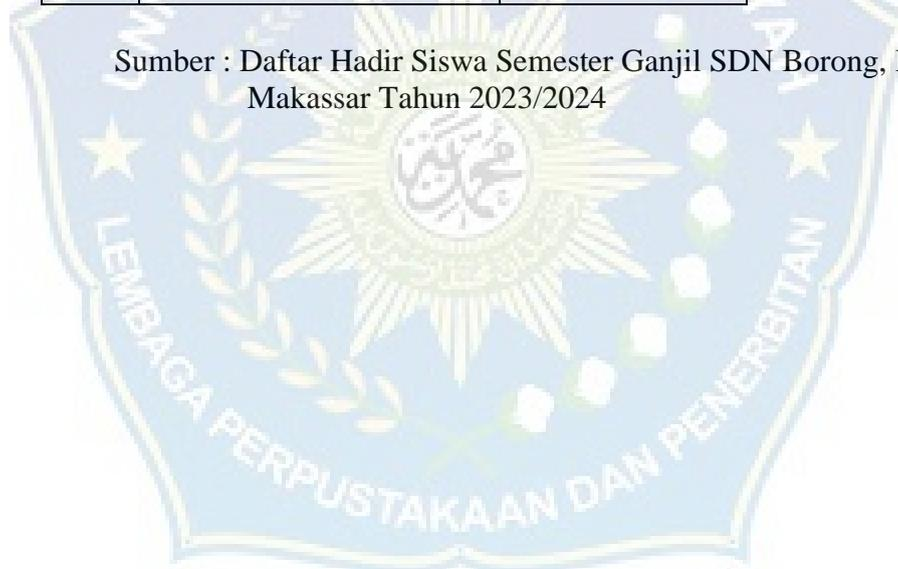 Sumber : Daftar Hadir Siswa Semester Ganjil SDN Borong,
Makassar Tahun 2023/2024
LEMBAGA PERPUSTAKAAN DAN PENERBITAN